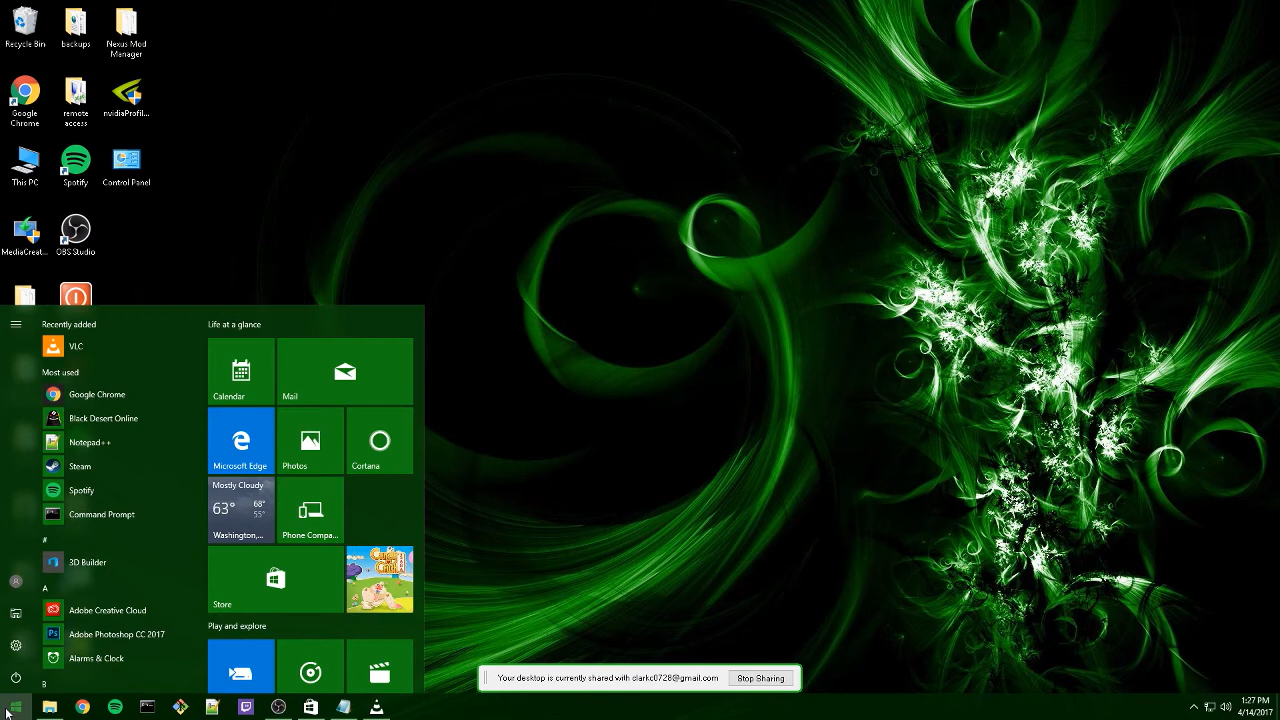 Recycle Bin
backups
Nexus Mod
Manager
Google
Chrome
remote
access
nvidiaProfil...
This PC
Spotify
Control Panel
MediaCreat...
OBS Studio
Recently added
VLC
Most used
Google Chrome
Black Desert Online
Notepad++
Steam
Spotify
Command Prompt
#
3D Builder
A
Adobe Creative Cloud
Adobe Photoshop CC 2017
Alarms & Clock
B
Life at a glance
Calendar
Mail
Microsoft Edge
Photos
Cortana
Mostly Cloudy
63° 68°
55°
Washington,...
Phone Compa...
Store
Candy Crush
Play and explore
Your desktop is currently shared with clarkc0728@gmail.com
Stop Sharing
1:27 PM
4/14/2017